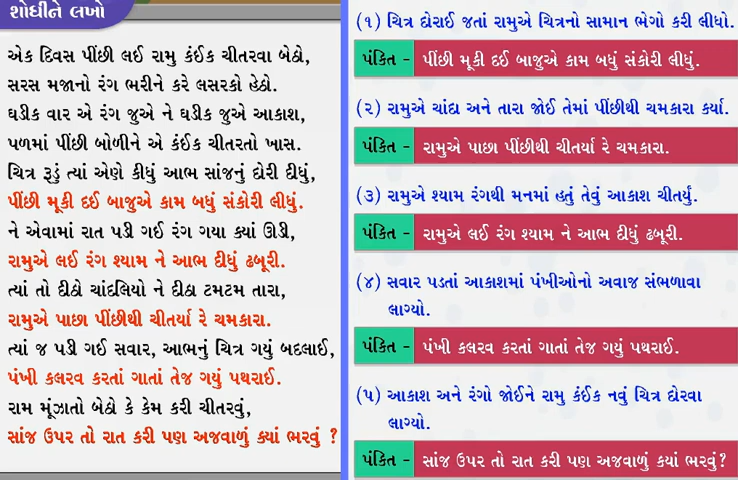 શોધીને લખો
એક દિવસ પીંછી લઈ રામુ કંઈક ચીતરવા બેઠો,
સરસ મજાનો રંગ ભરીને કરે લસરકો હેઠો.
ઘડીક વાર એ રંગ જુએ ને ઘડીક જુએ આકાશ,
પળમાં પીંછી બોળીને એ કંઈક ચીતરતો ખાસ.
ચિત્ર રૂડું ત્યાં એણે કીધું આભ સાંજનું દોરી દીધું,
પીંછી મૂકી દઈ બાજુએ કામ બધું સંકોરી લીધું.
ને એવામાં રાત પડી ગઈ રંગ ગયા ક્યાં ઊડી,
રામુએ લઈ રંગ શ્યામ ને આભ દીધું ઢબૂરી.
ત્યાં તો દીઠો ચાંદલિયો ને દીઠા ટમટમ તારા,
રામુએ પાછા પીંછીથી ચીતર્યા રે ચમકારા.
ત્યાં જ પડી ગઈ સવાર, આભનું ચિત્ર ગયું બદલાઈ,
પંખી કલરવ કરતાં ગાતાં તેજ ગયું પથરાઈ.
રામ મૂંઝાતો બેઠો કે કેમ કરી ચીતરવું,
સાંજ ઉપર તો રાત કરી પણ અજવાળું ક્યાં ભરવું ?
(૧) ચિત્ર દોરાઈ જતાં રામુએ ચિત્રનો સામાન ભેગો કરી લીધો.
પંકિત - પીંછી મૂકી દઈ બાજુએ કામ બધું સંકોરી લીધું.
(૨) રામુએ ચાંદા અને તારા જોઈ તેમાં પીંછીથી ચમકારા કર્યા.
પંકિત - રામુએ પાછા પીંછીથી ચીતર્યા રે ચમકારા.
(૩) રામુએ શ્યામ રંગથી મનમાં હતું તેવું આકાશ ચીતર્યું.
પંકિત - રામુએ લઈ રંગ શ્યામ ને આભ દીધું ઢબૂરી.
(૪) સવાર પડતાં આકાશમાં પંખીઓનો અવાજ સંભળાવા
લાગ્યો.
પંકિત - પંખી કલરવ કરતાં ગાતાં તેજ ગયું પથરાઈ.
(૫) આકાશ અને રંગો જોઈને રામુ કંઈક નવું ચિત્ર દોરવા
લાગ્યો.
પંકિત - સાંજ ઉપર તો રાત કરી પણ અજવાળું કયાં ભરવું?